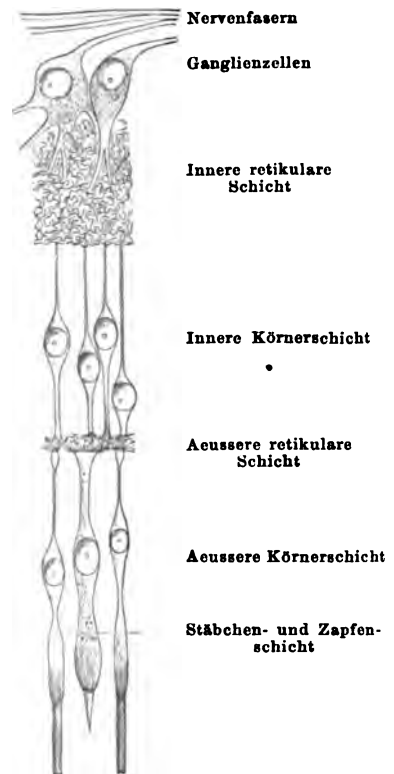 Nervenfasern
Ganglienzellen
Innere retikulare
Schicht
Innere Körnerschicht
Aeussere retikulare
Schicht
Aeussere Körnerschicht
Stäbchen- und Zapfen-
schicht